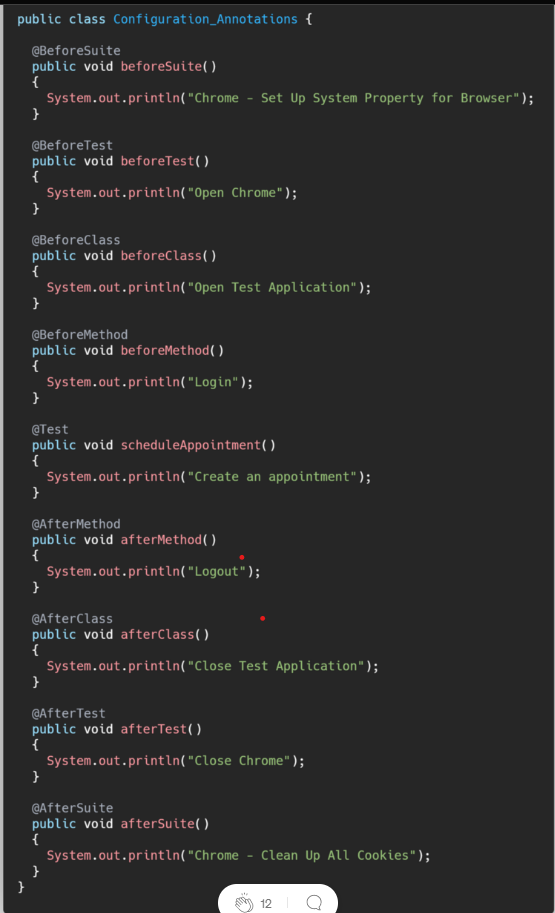 public class Configuration_Annotations {
@BeforeSuite
public void beforeSuite()
{
System.out.println("Chrome - Set Up System Property for Browser");
}
@BeforeTest
public void beforeTest()
{
System.out.println("Open Chrome");
}
@BeforeClass
public void beforeClass()
{
System.out.println("Open Test Application");
}
@BeforeMethod
public void beforeMethod()
{
System.out.println("Login");
}
@Test
public void scheduleAppointment()
{
System.out.println("Create an appointment");
}
@AfterMethod
public void afterMethod()
{
System.out.println("Logout");
}
@AfterClass
public void afterClass()
{
System.out.println("Close Test Application");
}
@AfterTest
public void afterTest()
{
System.out.println("Close Chrome");
}
@AfterSuite
public void afterSuite()
{
System.out.println("Chrome - Clean Up All Cookies");
}
}
12